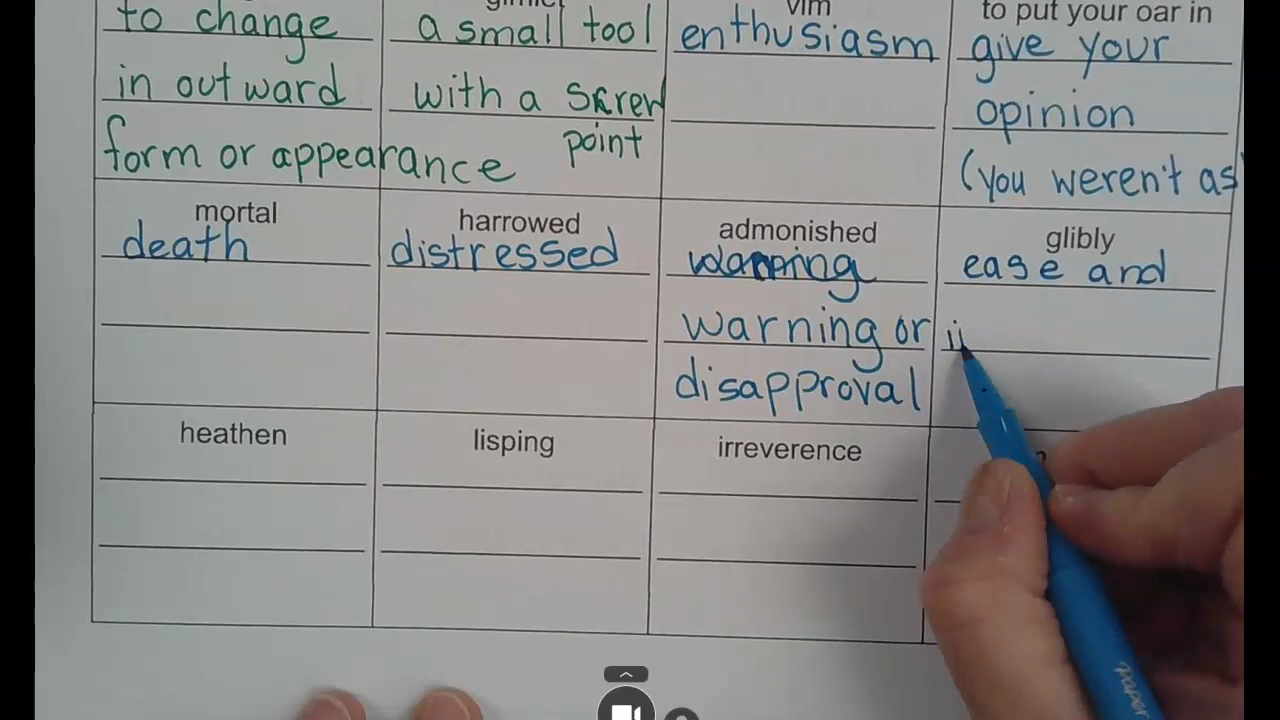 vim
to put your oar in
to change
a small tool
enthusiasm
give your
in outward
with a screw
opinion
form or appearance
point
(you weren't as
mortal
harrowed
admonished
glibly
death
distressed
warning
ease and
warning or
disapproval
heathen
lisping
irreverence